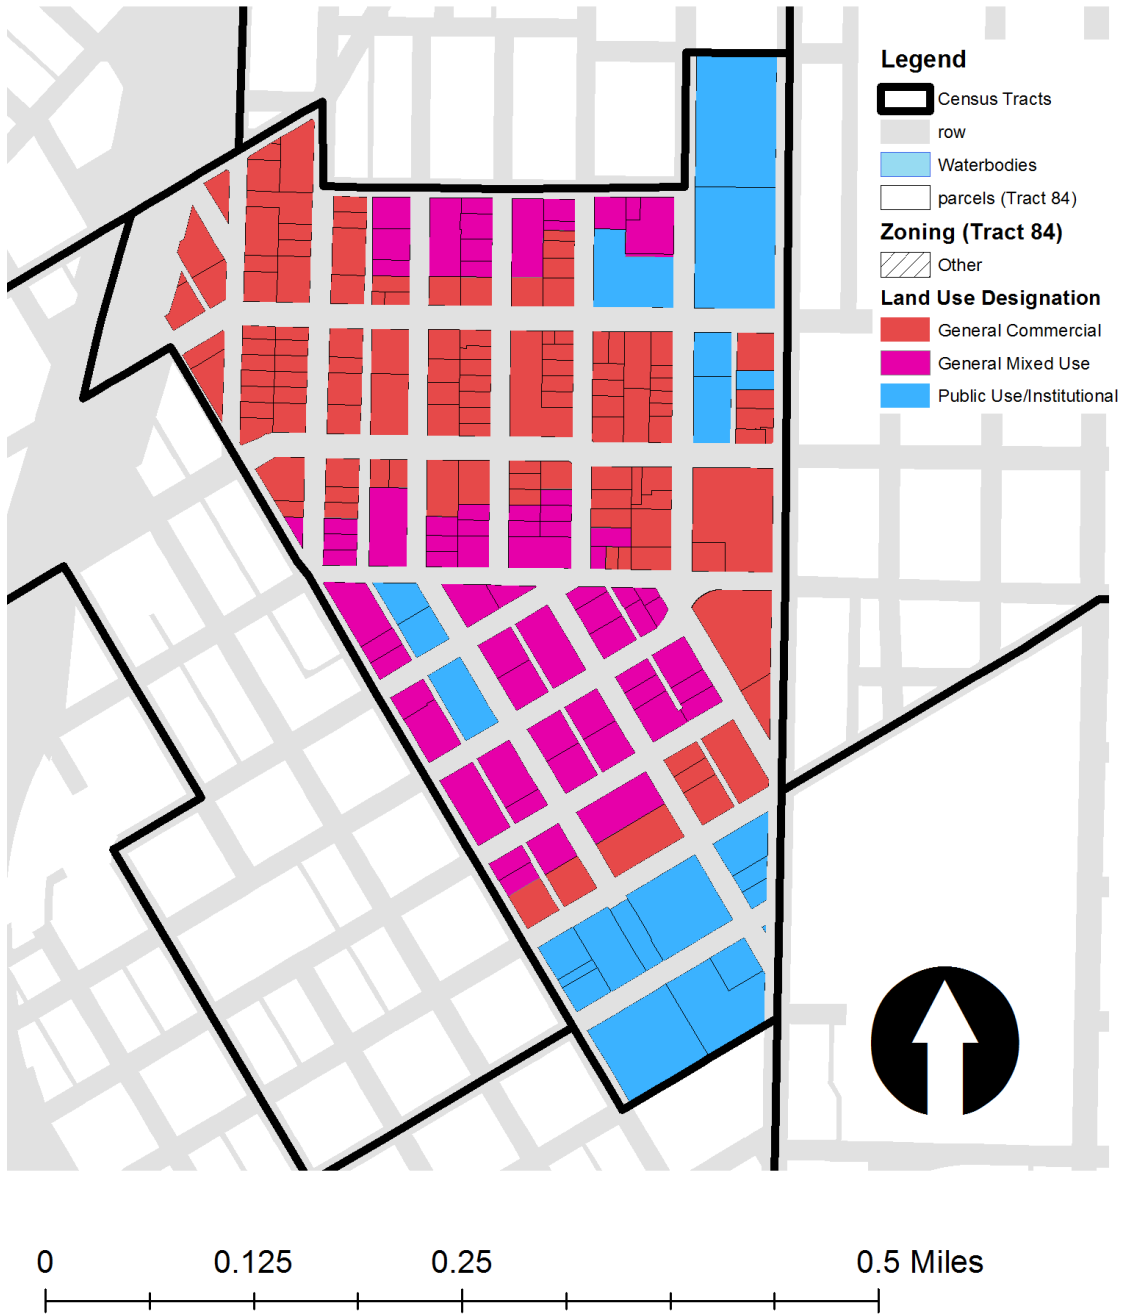 Legend
Census Tracts
row
Waterbodies
parcels (Tract 84)
Zoning (Tract 84)
Other
Land Use Designation
General Commercial
General Mixed Use
Public Use/Institutional
0 0.125 0.25 0.5 Miles